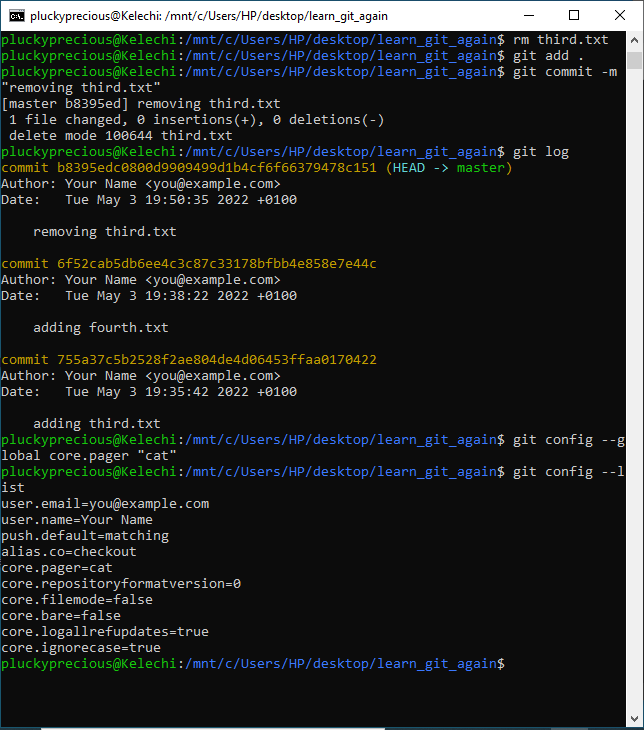 pluckyprecious@Kelechi: /mnt/c/Users/HP/desktop/learn_git_again
pluckyprecious@Kelechi:/mnt/c/Users/HP/desktop/learn_git_again$ rm third.txt
pluckyprecious@Kelechi:/mnt/c/Users/HP/desktop/learn_git_again$ git add .
pluckyprecious@Kelechi:/mnt/c/Users/HP/desktop/learn_git_again$ git commit -m
"removing third.txt"
[master b8395ed] removing third.txt
 1 file changed, 0 insertions(+), 0 deletions(-)
 delete mode 100644 third.txt
pluckyprecious@Kelechi:/mnt/c/Users/HP/desktop/learn_git_again$ git log
commit b8395edc0800d9909499d1b4cf6f66379478c151 (HEAD -> master)
Author: Your Name <you@example.com>
Date:   Tue May 3 19:50:35 2022 +0100

    removing third.txt

commit 6f52cab5db6ee4c3c87c33178bfbb4e858e7e44c
Author: Your Name <you@example.com>
Date:   Tue May 3 19:38:22 2022 +0100

    adding fourth.txt

commit 755a37c5b2528f2ae804de4d06453ffaa0170422
Author: Your Name <you@example.com>
Date:   Tue May 3 19:35:42 2022 +0100

    adding third.txt
pluckyprecious@Kelechi:/mnt/c/Users/HP/desktop/learn_git_again$ git config --g
lobal core.pager "cat"
pluckyprecious@Kelechi:/mnt/c/Users/HP/desktop/learn_git_again$ git config --l
ist
user.email=you@example.com
user.name=Your Name
push.default=matching
alias.co=checkout
core.pager=cat
core.repositoryformatversion=0
core.filemode=false
core.bare=false
core.logallrefupdates=true
core.ignorecase=true
pluckyprecious@Kelechi:/mnt/c/Users/HP/desktop/learn_git_again$